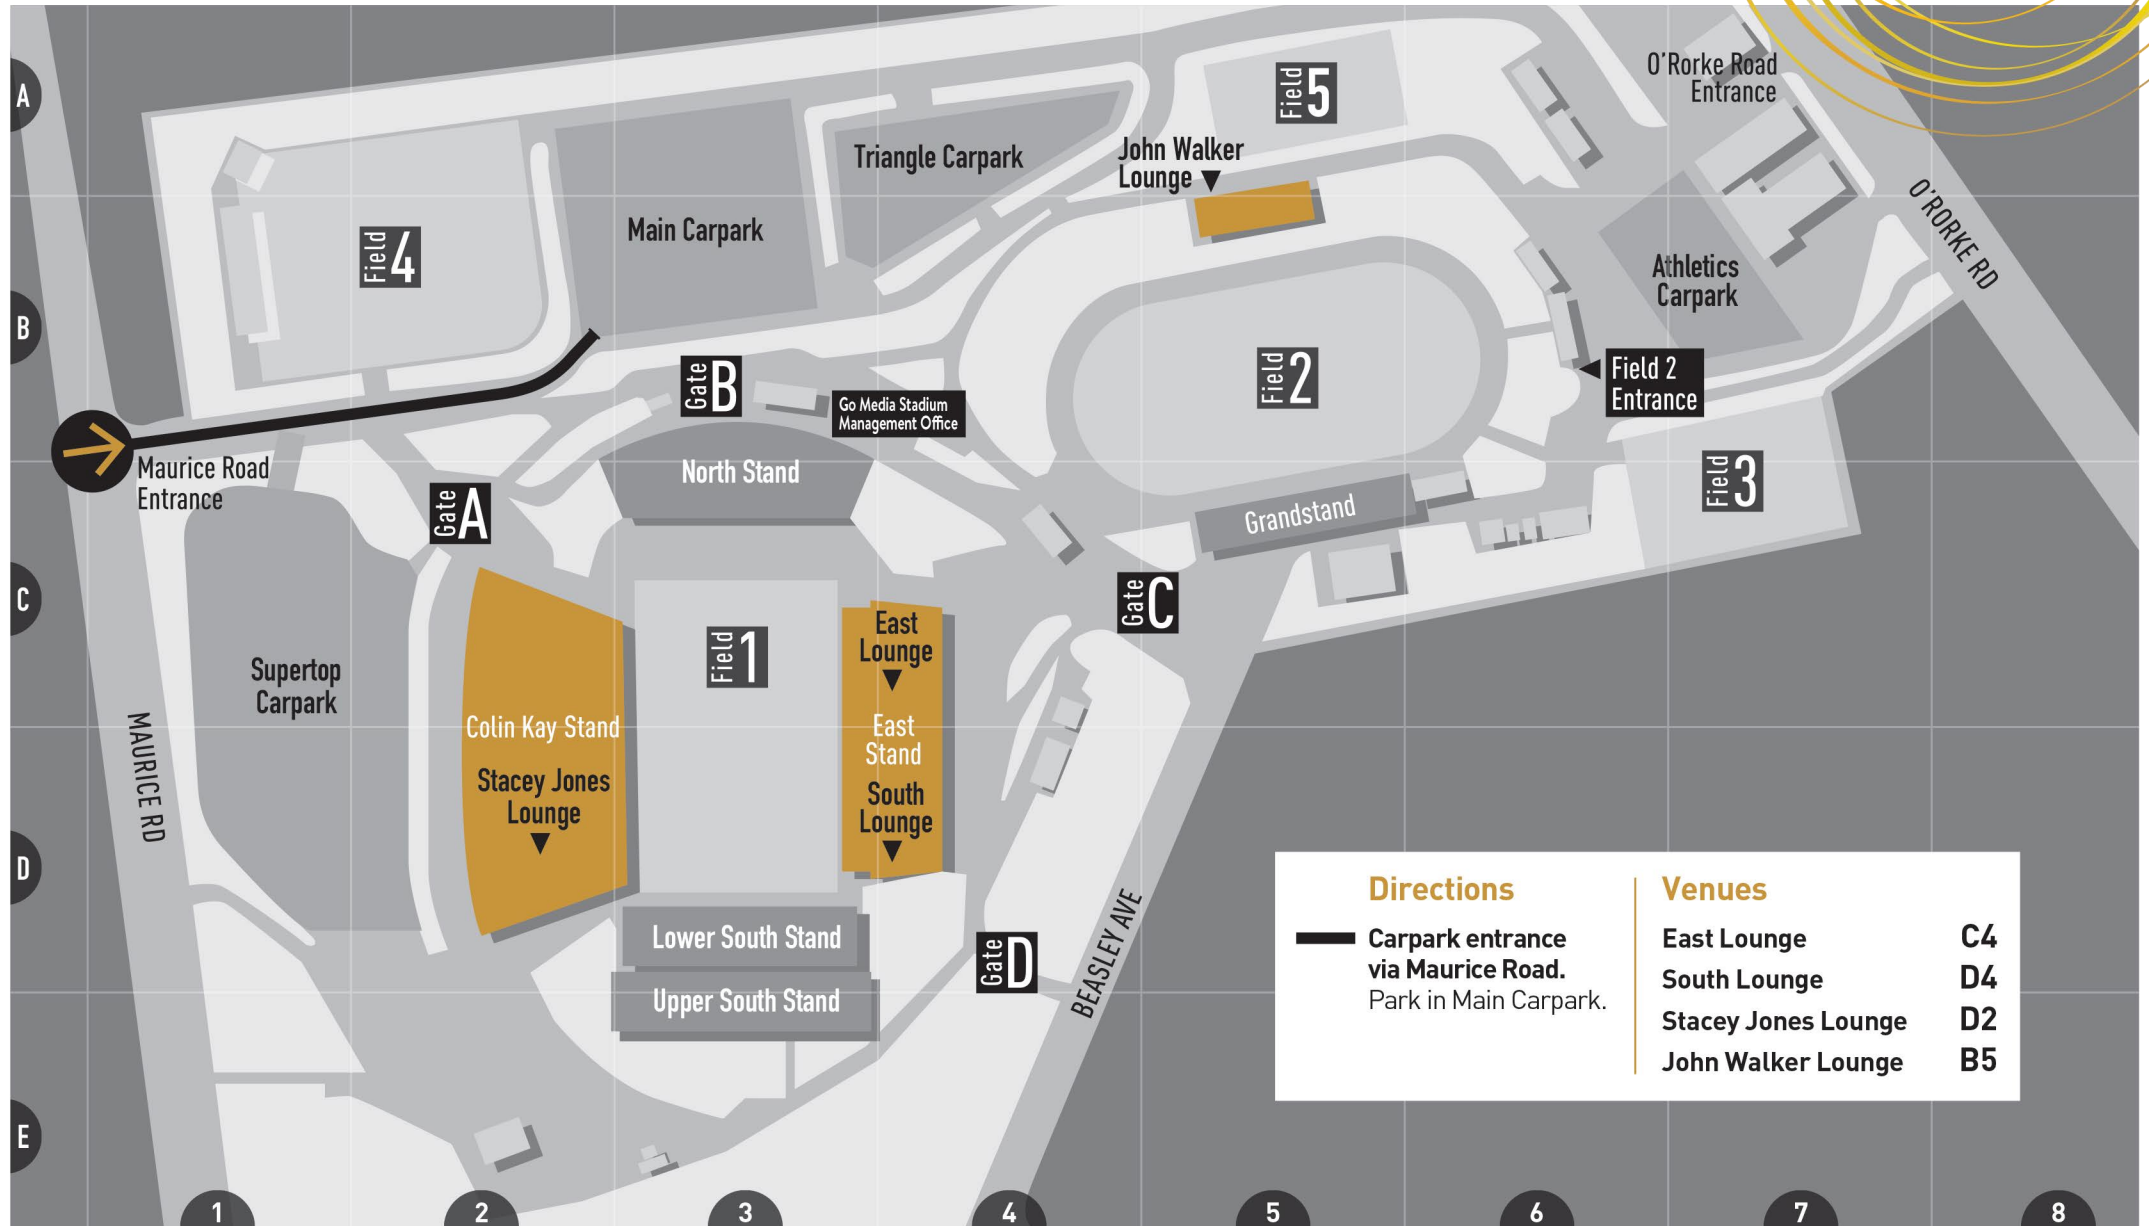 A
B
C
D
E
1
2
3
4
5
6
7
8
O'Rorke Road
Entrance
O'RORKE RD
Field 5
John Walker
Lounge
Triangle Carpark
Main Carpark
Field 4
Athletics
Carpark
Field 2
Field 2
Entrance
Gate B
Go Media Stadium
Management Office
Maurice Road
Entrance
North Stand
Gate A
Grandstand
Field 3
Gate C
Field 1
East
Lounge
East
Stand
South
Lounge
Supertop
Carpark
Colin Kay Stand
Stacey Jones
Lounge
MAURICE RD
Lower South Stand
Upper South Stand
Gate D
BEASLEY AVE
Directions
Carpark entrance
via Maurice Road.
Park in Main Carpark.
Venues
East Lounge C4
South Lounge D4
Stacey Jones Lounge D2
John Walker Lounge B5